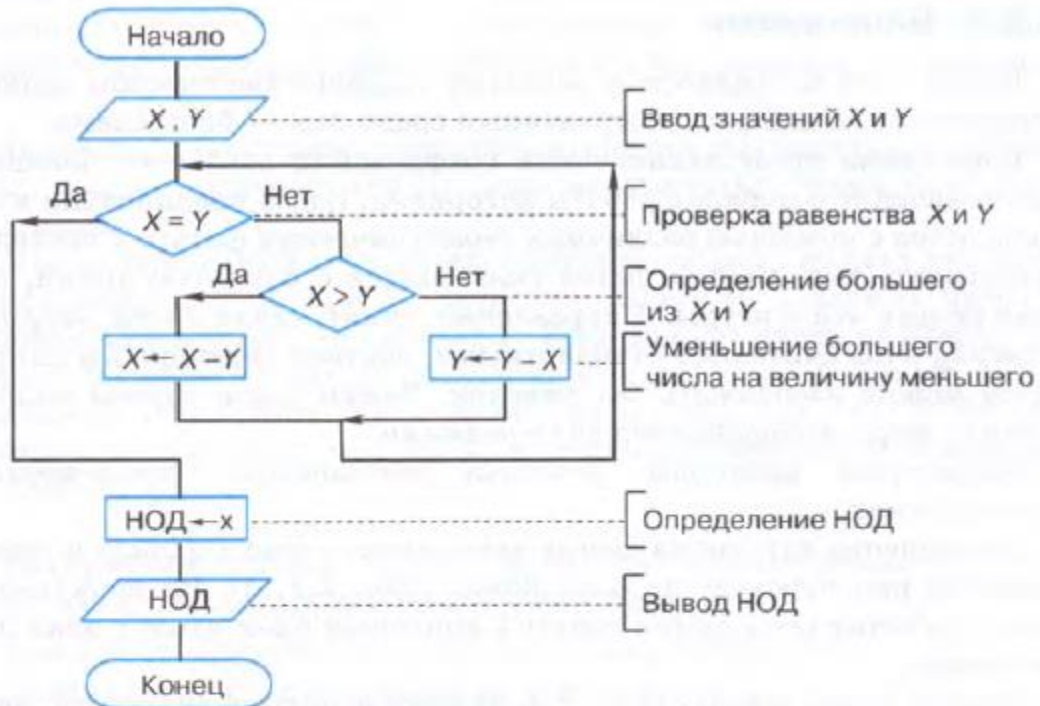 Начало
X , Y
Ввод значений X и Y
Да
Нет
X = Y
Проверка равенства X и Y
Да
Нет
X > Y
Определение большего
из X и Y
X ← X – Y
Y ← Y – X
Уменьшение большего
числа на величину меньшего
НОД ← x
Определение НОД
НОД
Вывод НОД
Конец